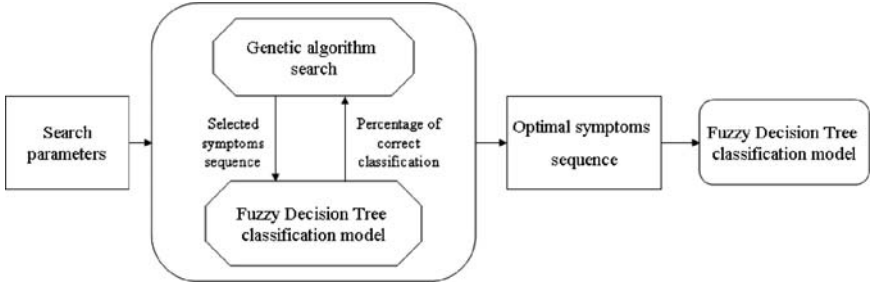 Search
parameters
Genetic algorithm
search
Selected
symptoms
sequence
Percentage of
correct
classification
Fuzzy Decision Tree
classification model
Optimal symptoms
sequence
Fuzzy Decision Tree
classification model